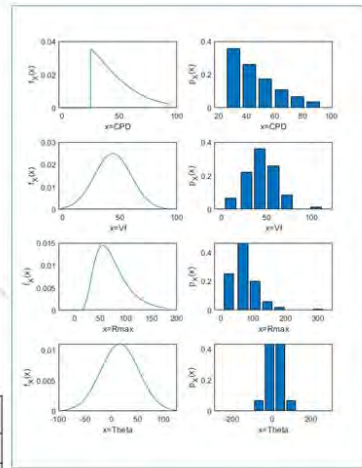 0.04 0.4
f_X(x) 0.02 p_X(x) 0.2
0 0
0 50 100 20 40 60 80 100
x=CPD x=CPD
0.03 0.4
0.02
f_X(x) p_X(x) 0.2
0.01
0 0
0 50 100 0 50 100
x=Vf x=Vf
0.015
0.01 0.4
f_X(x) p_X(x)
0.005 0.2
0 0
0 100 200 0 100 200 300
x=Rmax x=Rmax
0.01 0.4
f_X(x) 0.005 p_X(x) 0.2
0 0
-100 -50 0 50 100 -200 0 200
x=Theta x=Theta